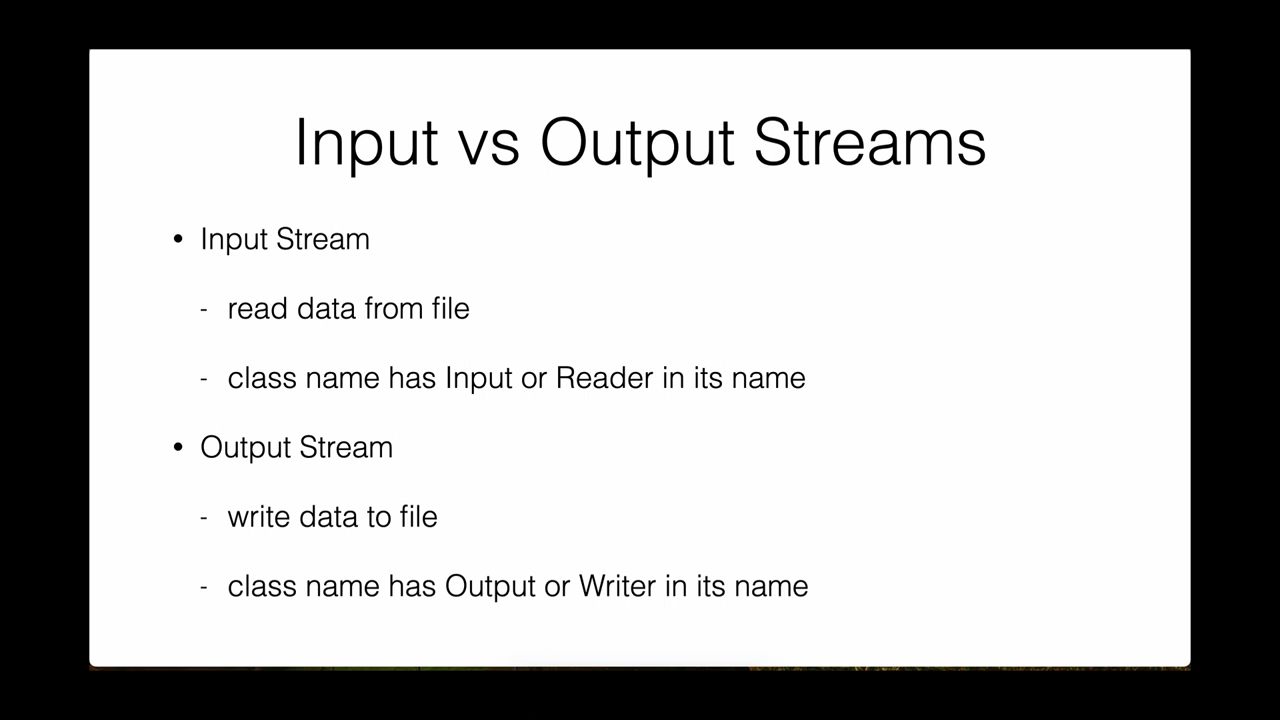 Input vs Output Streams
• Input Stream
- read data from file
- class name has Input or Reader in its name
• Output Stream
- write data to file
- class name has Output or Writer in its name